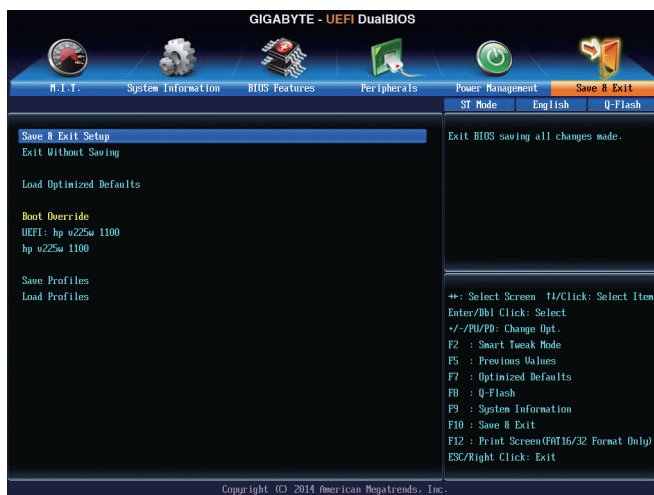 GIGABYTE - UEFI DualBIOS
M.I.T.
System Information
BIOS Features
Peripherals
Power Management
Save & Exit
ST Mode
English
Q-Flash
Save & Exit Setup
Exit Without Saving
Load Optimized Defaults
Boot Override
UEFI: hp v225w 1100
hp v225w 1100
Save Profiles
Load Profiles
Exit BIOS saving all changes made.
→←: Select Screen ↑↓/Click: Select Item
Enter/Dbl Click: Select
+/-/PU/PD: Change Opt.
F2 : Smart Tweak Mode
F5 : Previous Values
F7 : Optimized Defaults
F8 : Q-Flash
F9 : System Information
F10 : Save & Exit
F12 : Print Screen(FAT16/32 Format Only)
ESC/Right Click: Exit
Copyright (C) 2014 American Megatrends, Inc.